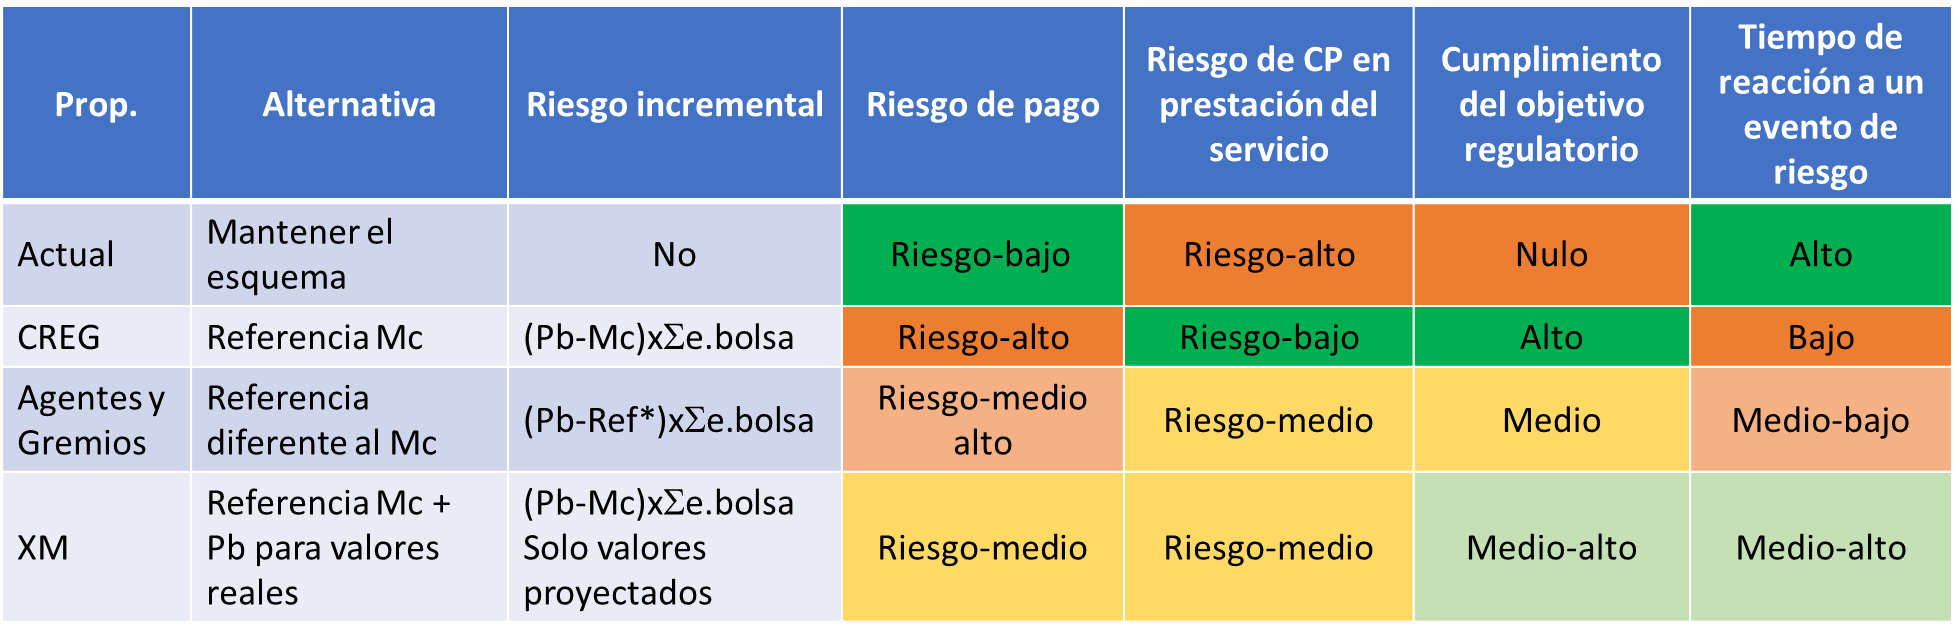 Prop.
Alternativa
Riesgo incremental
Riesgo de pago
Riesgo de CP en
prestación del
servicio
Cumplimiento
del objetivo
regulatorio
Tiempo de
reacción a un
evento de
riesgo
Actual
Mantener el
esquema
No
Riesgo-bajo
Riesgo-alto
Nulo
Alto
CREG
Referencia Mc
(Pb-Mc)xΣe.bolsa
Riesgo-alto
Riesgo-bajo
Alto
Bajo
Agentes y
Gremios
Referencia
diferente al Mc
(Pb-Ref*)xΣe.bolsa
Riesgo-medio
alto
Riesgo-medio
Medio
Medio-bajo
XM
Referencia Mc +
Pb para valores
reales
(Pb-Mc)xΣe.bolsa
Solo valores
proyectados
Riesgo-medio
Riesgo-medio
Medio-alto
Medio-alto